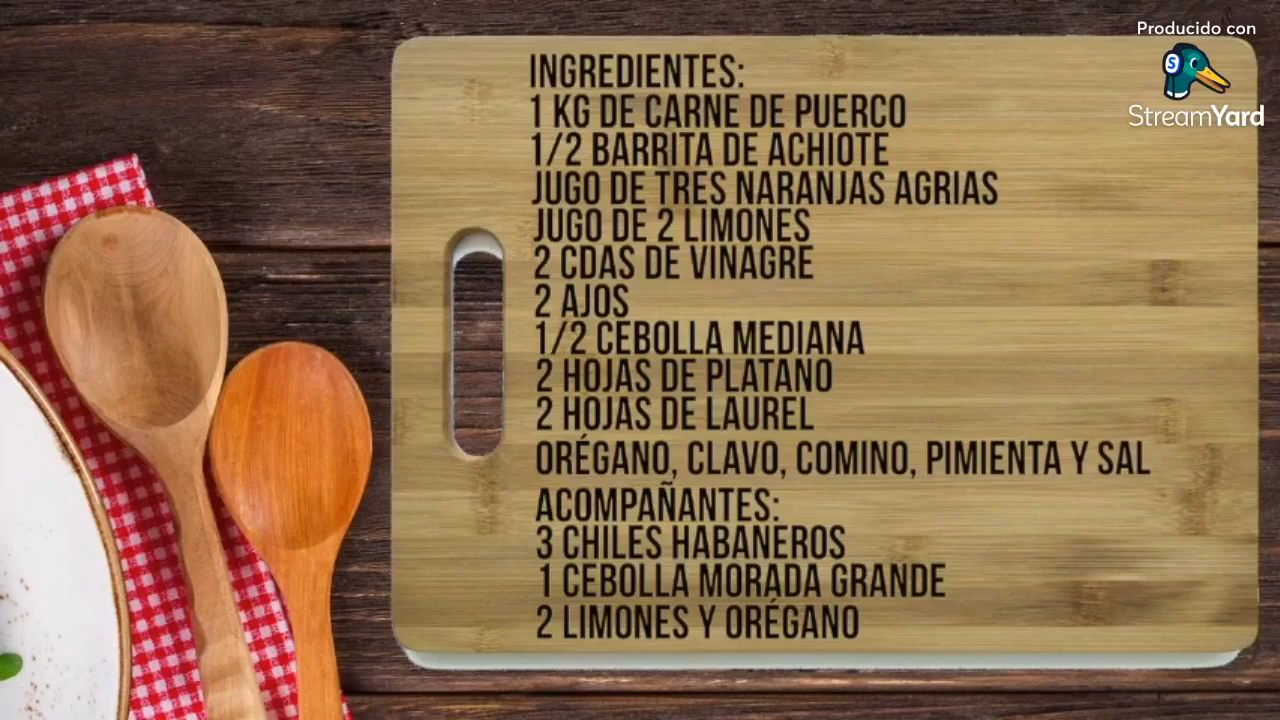 Producido con
StreamYard
INGREDIENTES:
1 KG DE CARNE DE PUERCO
1/2 BARRITA DE ACHIOTE
JUGO DE TRES NARANJAS AGRIAS
JUGO DE 2 LIMONES
2 CDAS DE VINAGRE
2 AJOS
1/2 CEBOLLA MEDIANA
2 HOJAS DE PLATANO
2 HOJAS DE LAUREL
ORÉGANO, CLAVO, COMINO, PIMIENTA Y SAL
ACOMPAÑANTES:
3 CHILES HABANEROS
1 CEBOLLA MORADA GRANDE
2 LIMONES Y ORÉGANO